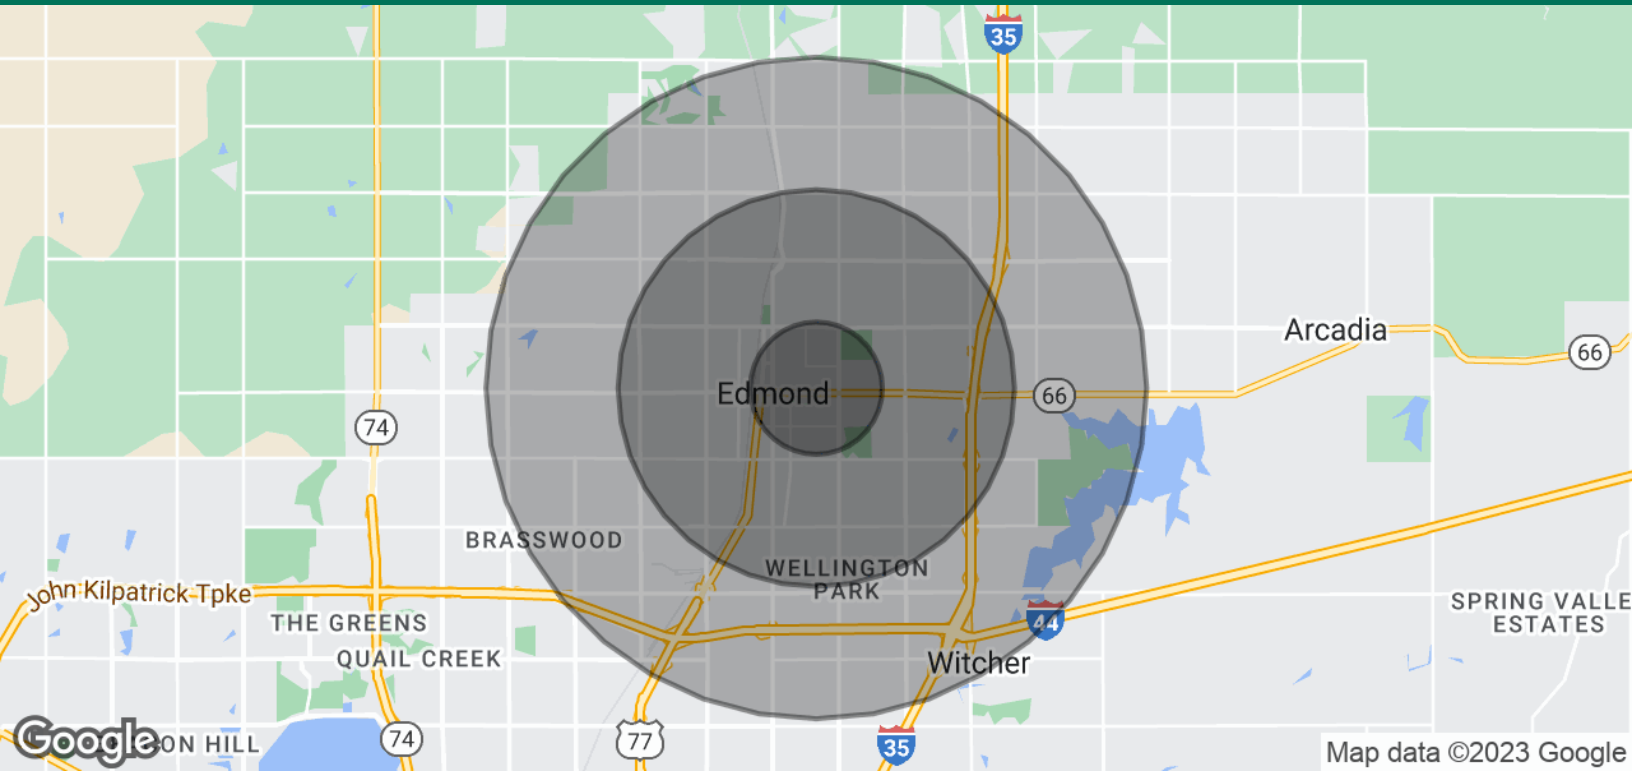 35
Arcadia
66
Edmond
66
74
BRASSWOOD
WELLINGTON
PARK
John Kilpatrick Tpke
SPRING VALLE
ESTATES
THE GREENS
44
QUAIL CREEK
Witcher
Google
ON HILL
74
77
35
Map data ©2023 Google